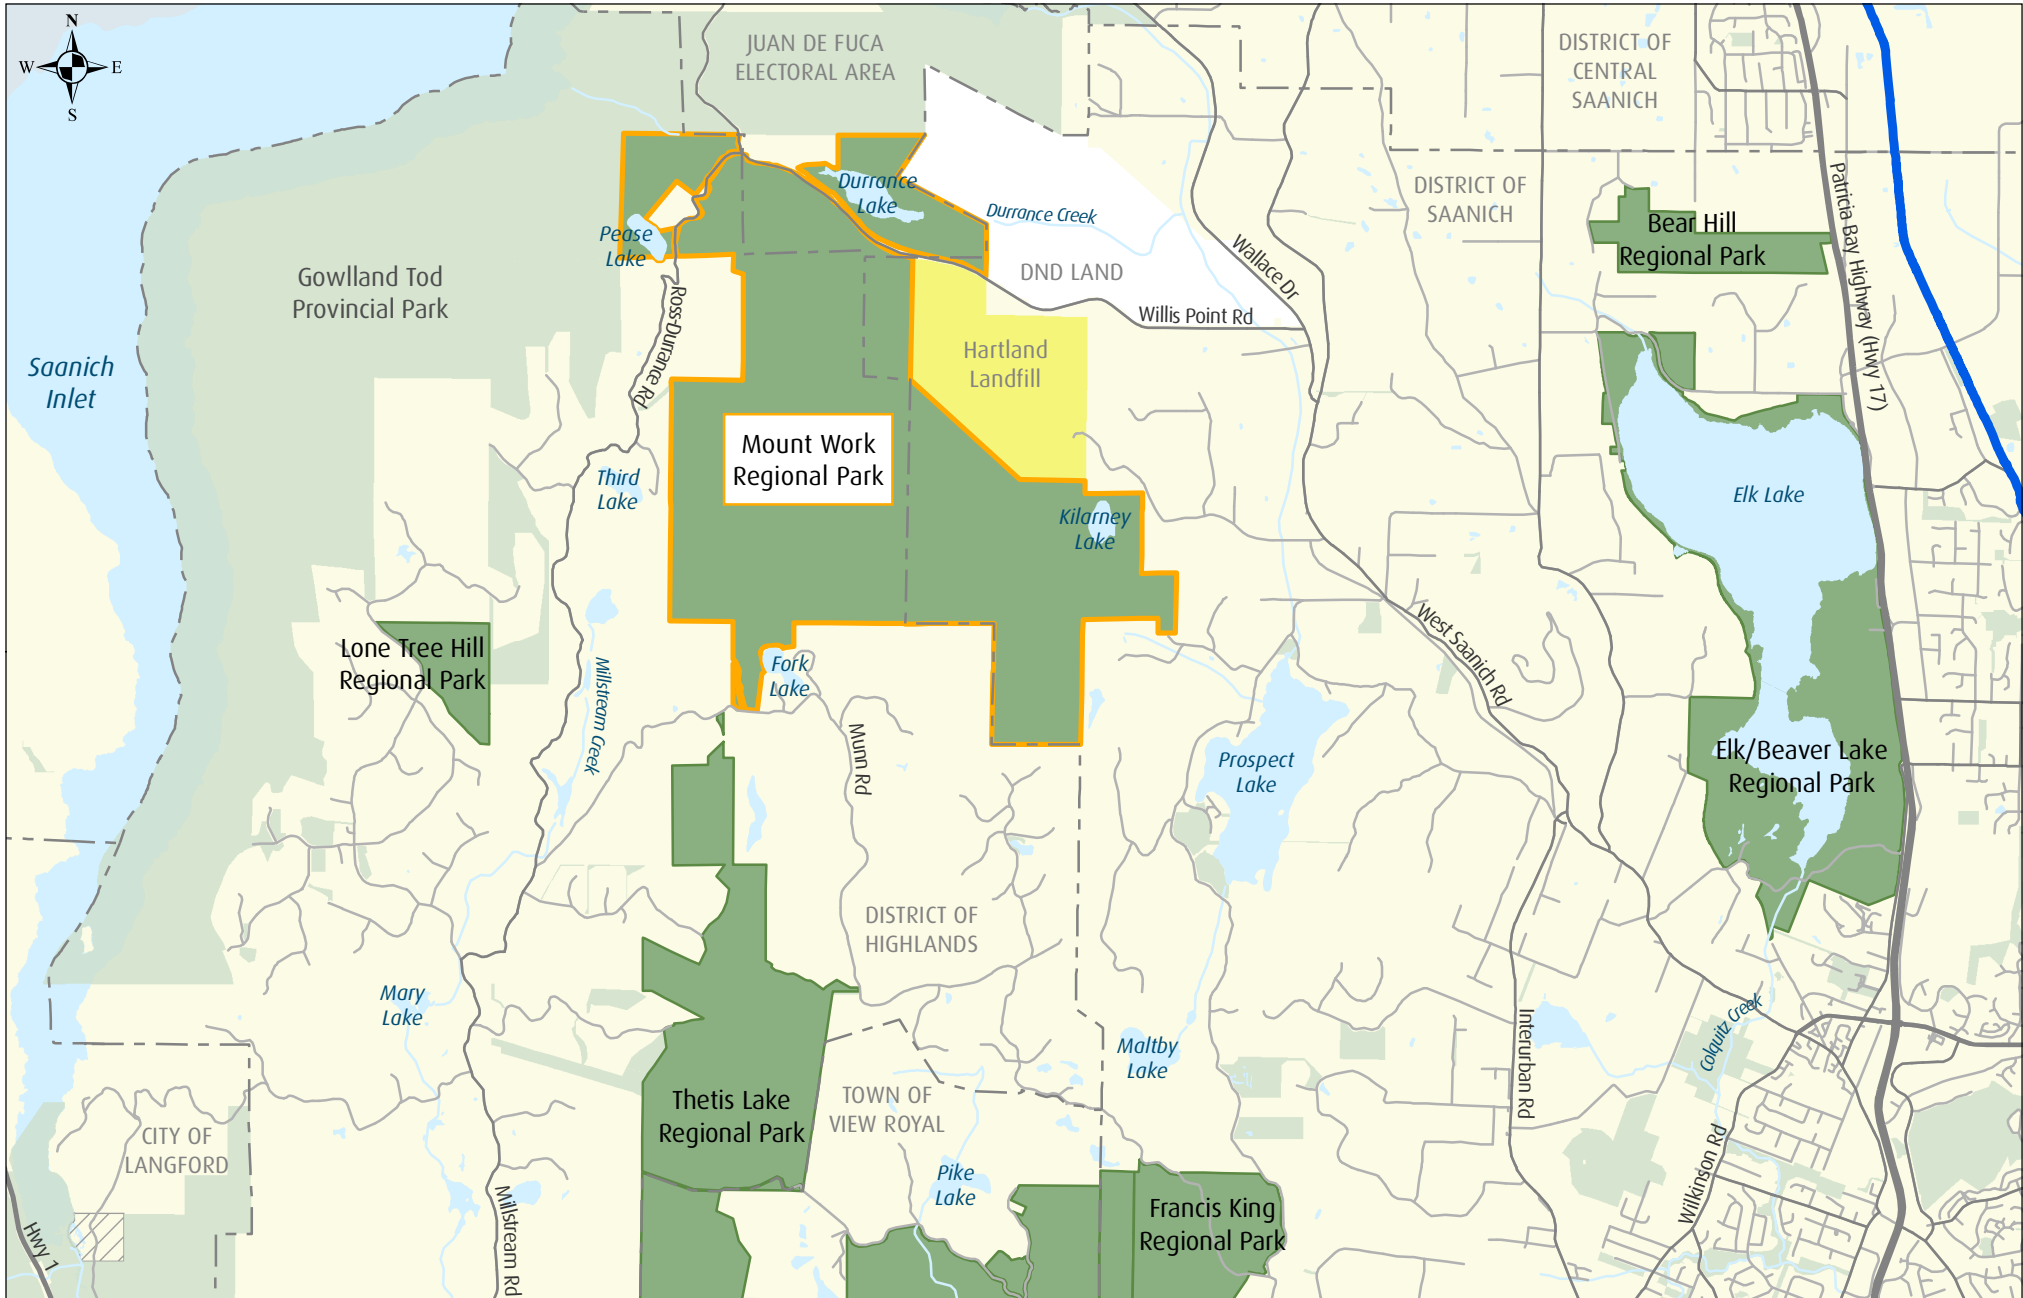 N
W
E
S
JUAN DE FUCA
ELECTORAL AREA
DISTRICT OF
CENTRAL
SAANICH
DISTRICT OF
SAANICH
Durrance
Lake
Durrance Creek
Pease
Lake
Bear Hill
Regional Park
Patricia Bay Highway (Hwy 17)
Gowlland Tod
Provincial Park
DND LAND
Wallace Dr
Willis Point Rd
Ross-Durrance Rd
Saanich
Inlet
Hartland
Landfill
Mount Work
Regional Park
Third
Lake
Kilarney
Lake
Elk Lake
Lone Tree Hill
Regional Park
Millstream Creek
Fork
Lake
Munn Rd
West Saanich Rd
Prospect
Lake
Elk/Beaver Lake
Regional Park
DISTRICT OF
HIGHLANDS
Mary
Lake
Maltby
Lake
Interurban Rd
Colquitz Creek
Thetis Lake
Regional Park
TOWN OF
VIEW ROYAL
CITY OF
LANGFORD
Pike
Lake
Francis King
Regional Park
Wilkinson Rd
Millstream Rd
Hwy 1